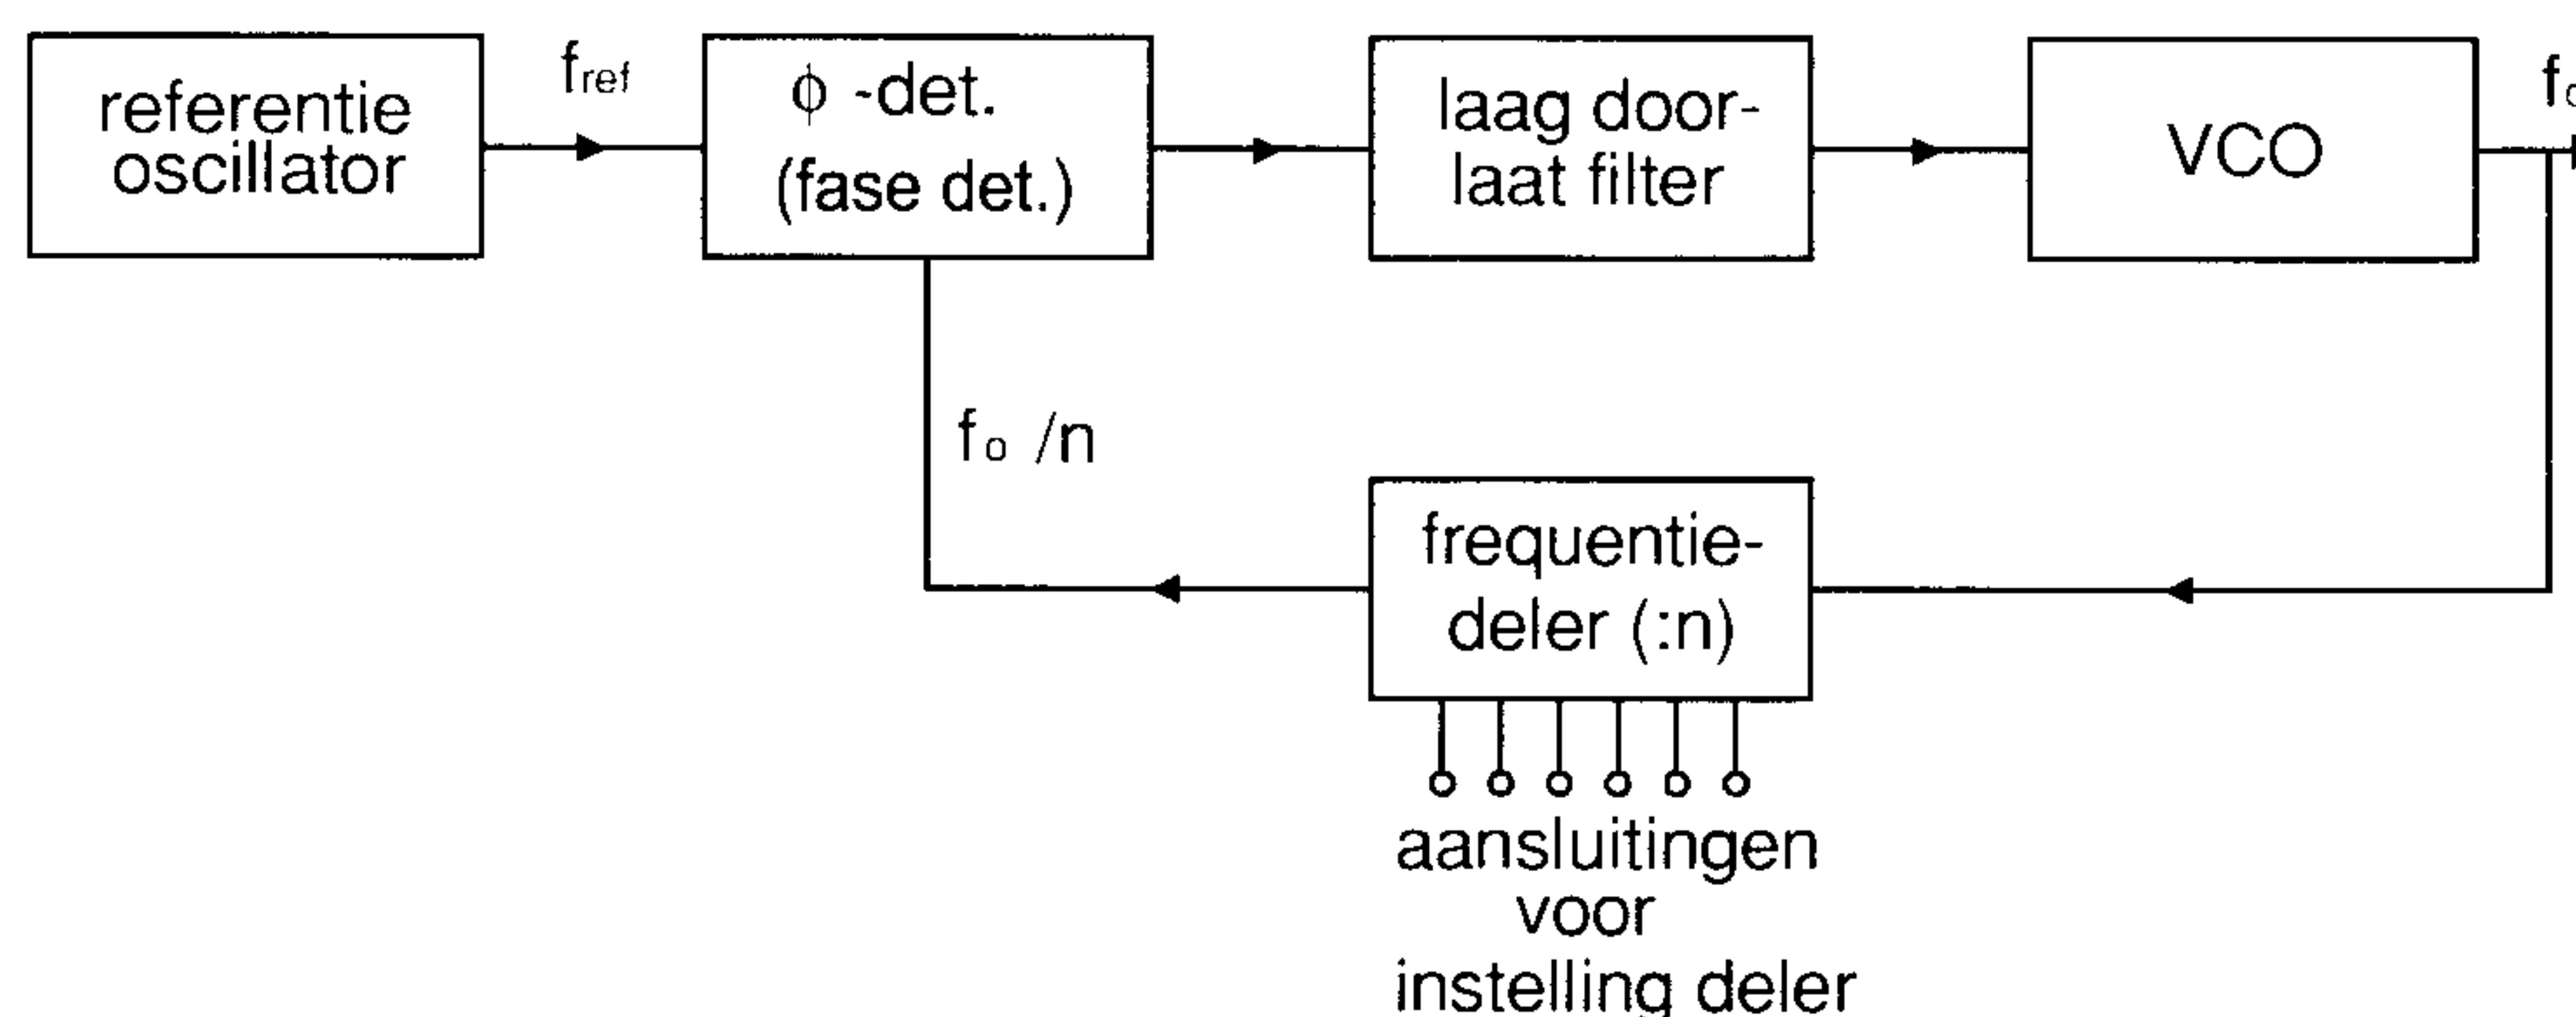 referentie
oscillator
fref
ϕ -det.
(fase det.)
laag door-
laat filter
VCO
fo /n
frequentie-
deler (:n)
aansluitingen
voor
instelling deler